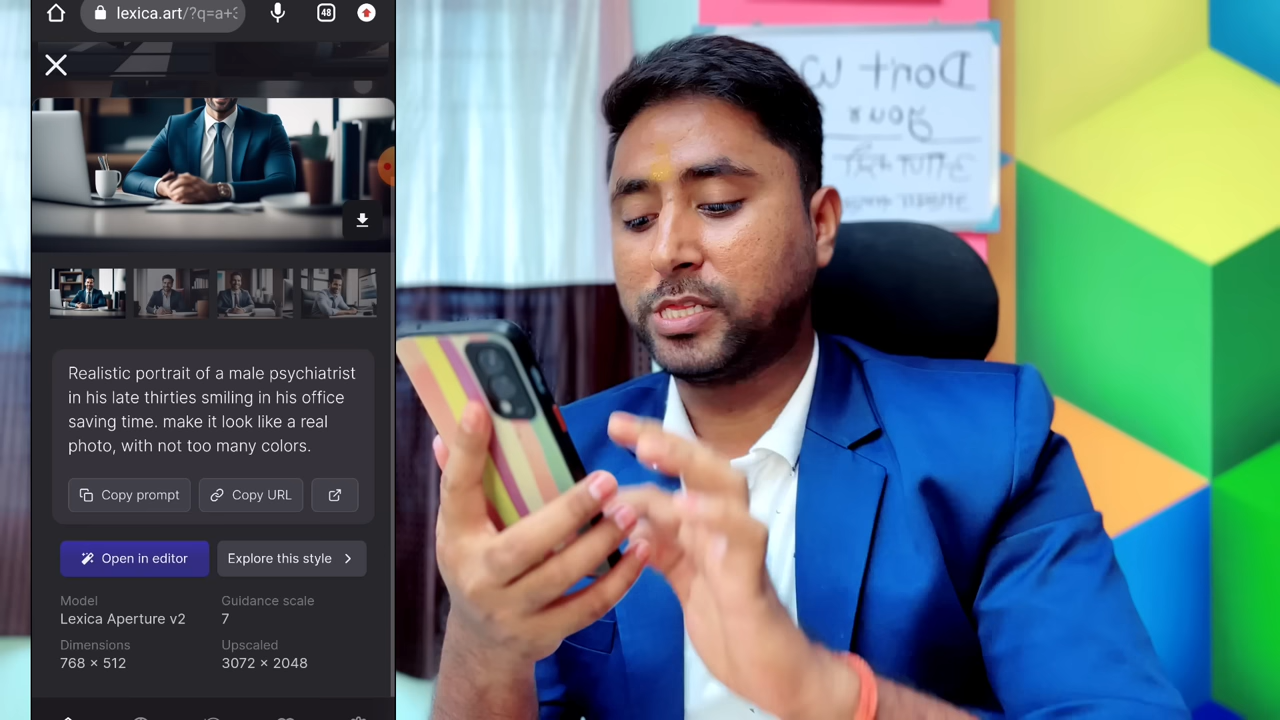 lexica.art/?q=a+
48
Realistic portrait of a male psychiatrist
in his late thirties smiling in his office
saving time. make it look like a real
photo, with not too many colors.
Copy prompt
Copy URL
Open in editor
Explore this style
Model
Lexica Aperture v2
Guidance scale
7
Dimensions
768 × 512
Upscaled
3072 × 2048
Dont
your